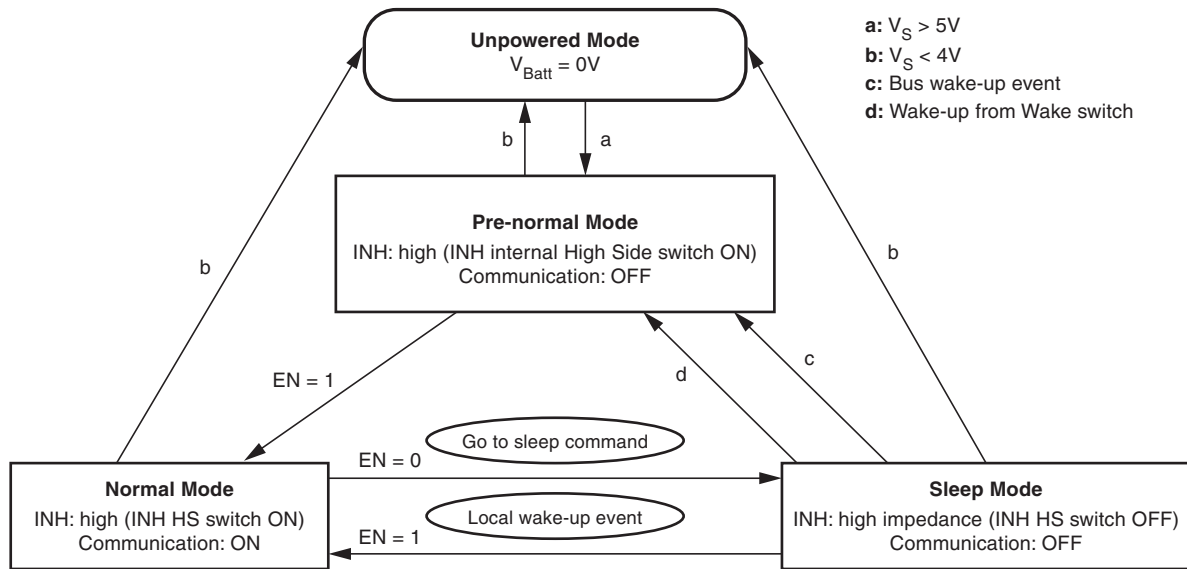 Unpowered Mode
V_Batt = 0V
a: V_S > 5V
b: V_S < 4V
c: Bus wake-up event
d: Wake-up from Wake switch
b
a
Pre-normal Mode
INH: high (INH internal High Side switch ON)
Communication: OFF
b
b
EN = 1
d
c
Go to sleep command
EN = 0
Normal Mode
INH: high (INH HS switch ON)
Communication: ON
Local wake-up event
EN = 1
Sleep Mode
INH: high impedance (INH HS switch OFF)
Communication: OFF